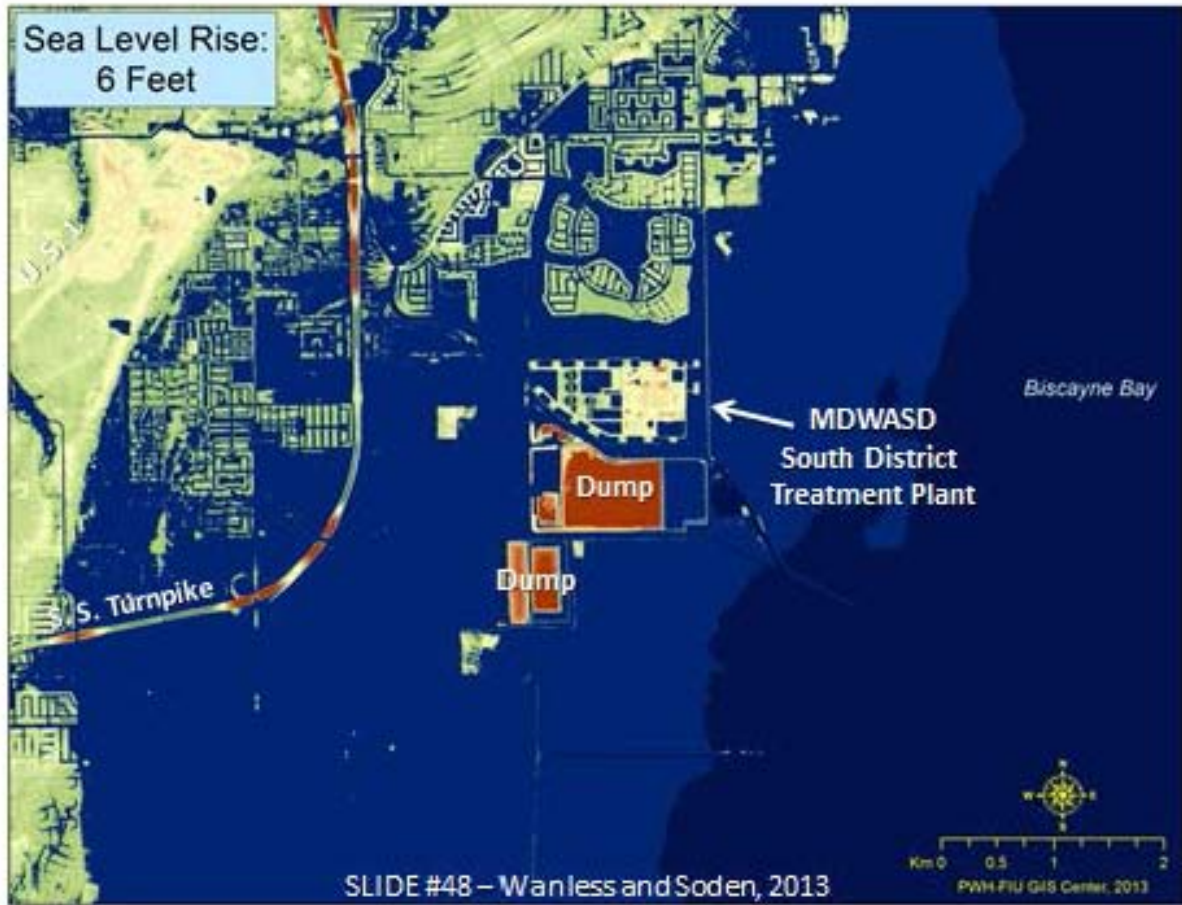 Sea Level Rise:
6 Feet
U.S. 1
Biscayne Bay
MDWASD
South District
Treatment Plant
Dump
Dump
S. Turnpike
N
W E
S
Km 0 0.5 1 2
PWH-FIU GIS Center, 2013
SLIDE #48 – Wanless and Soden, 2013